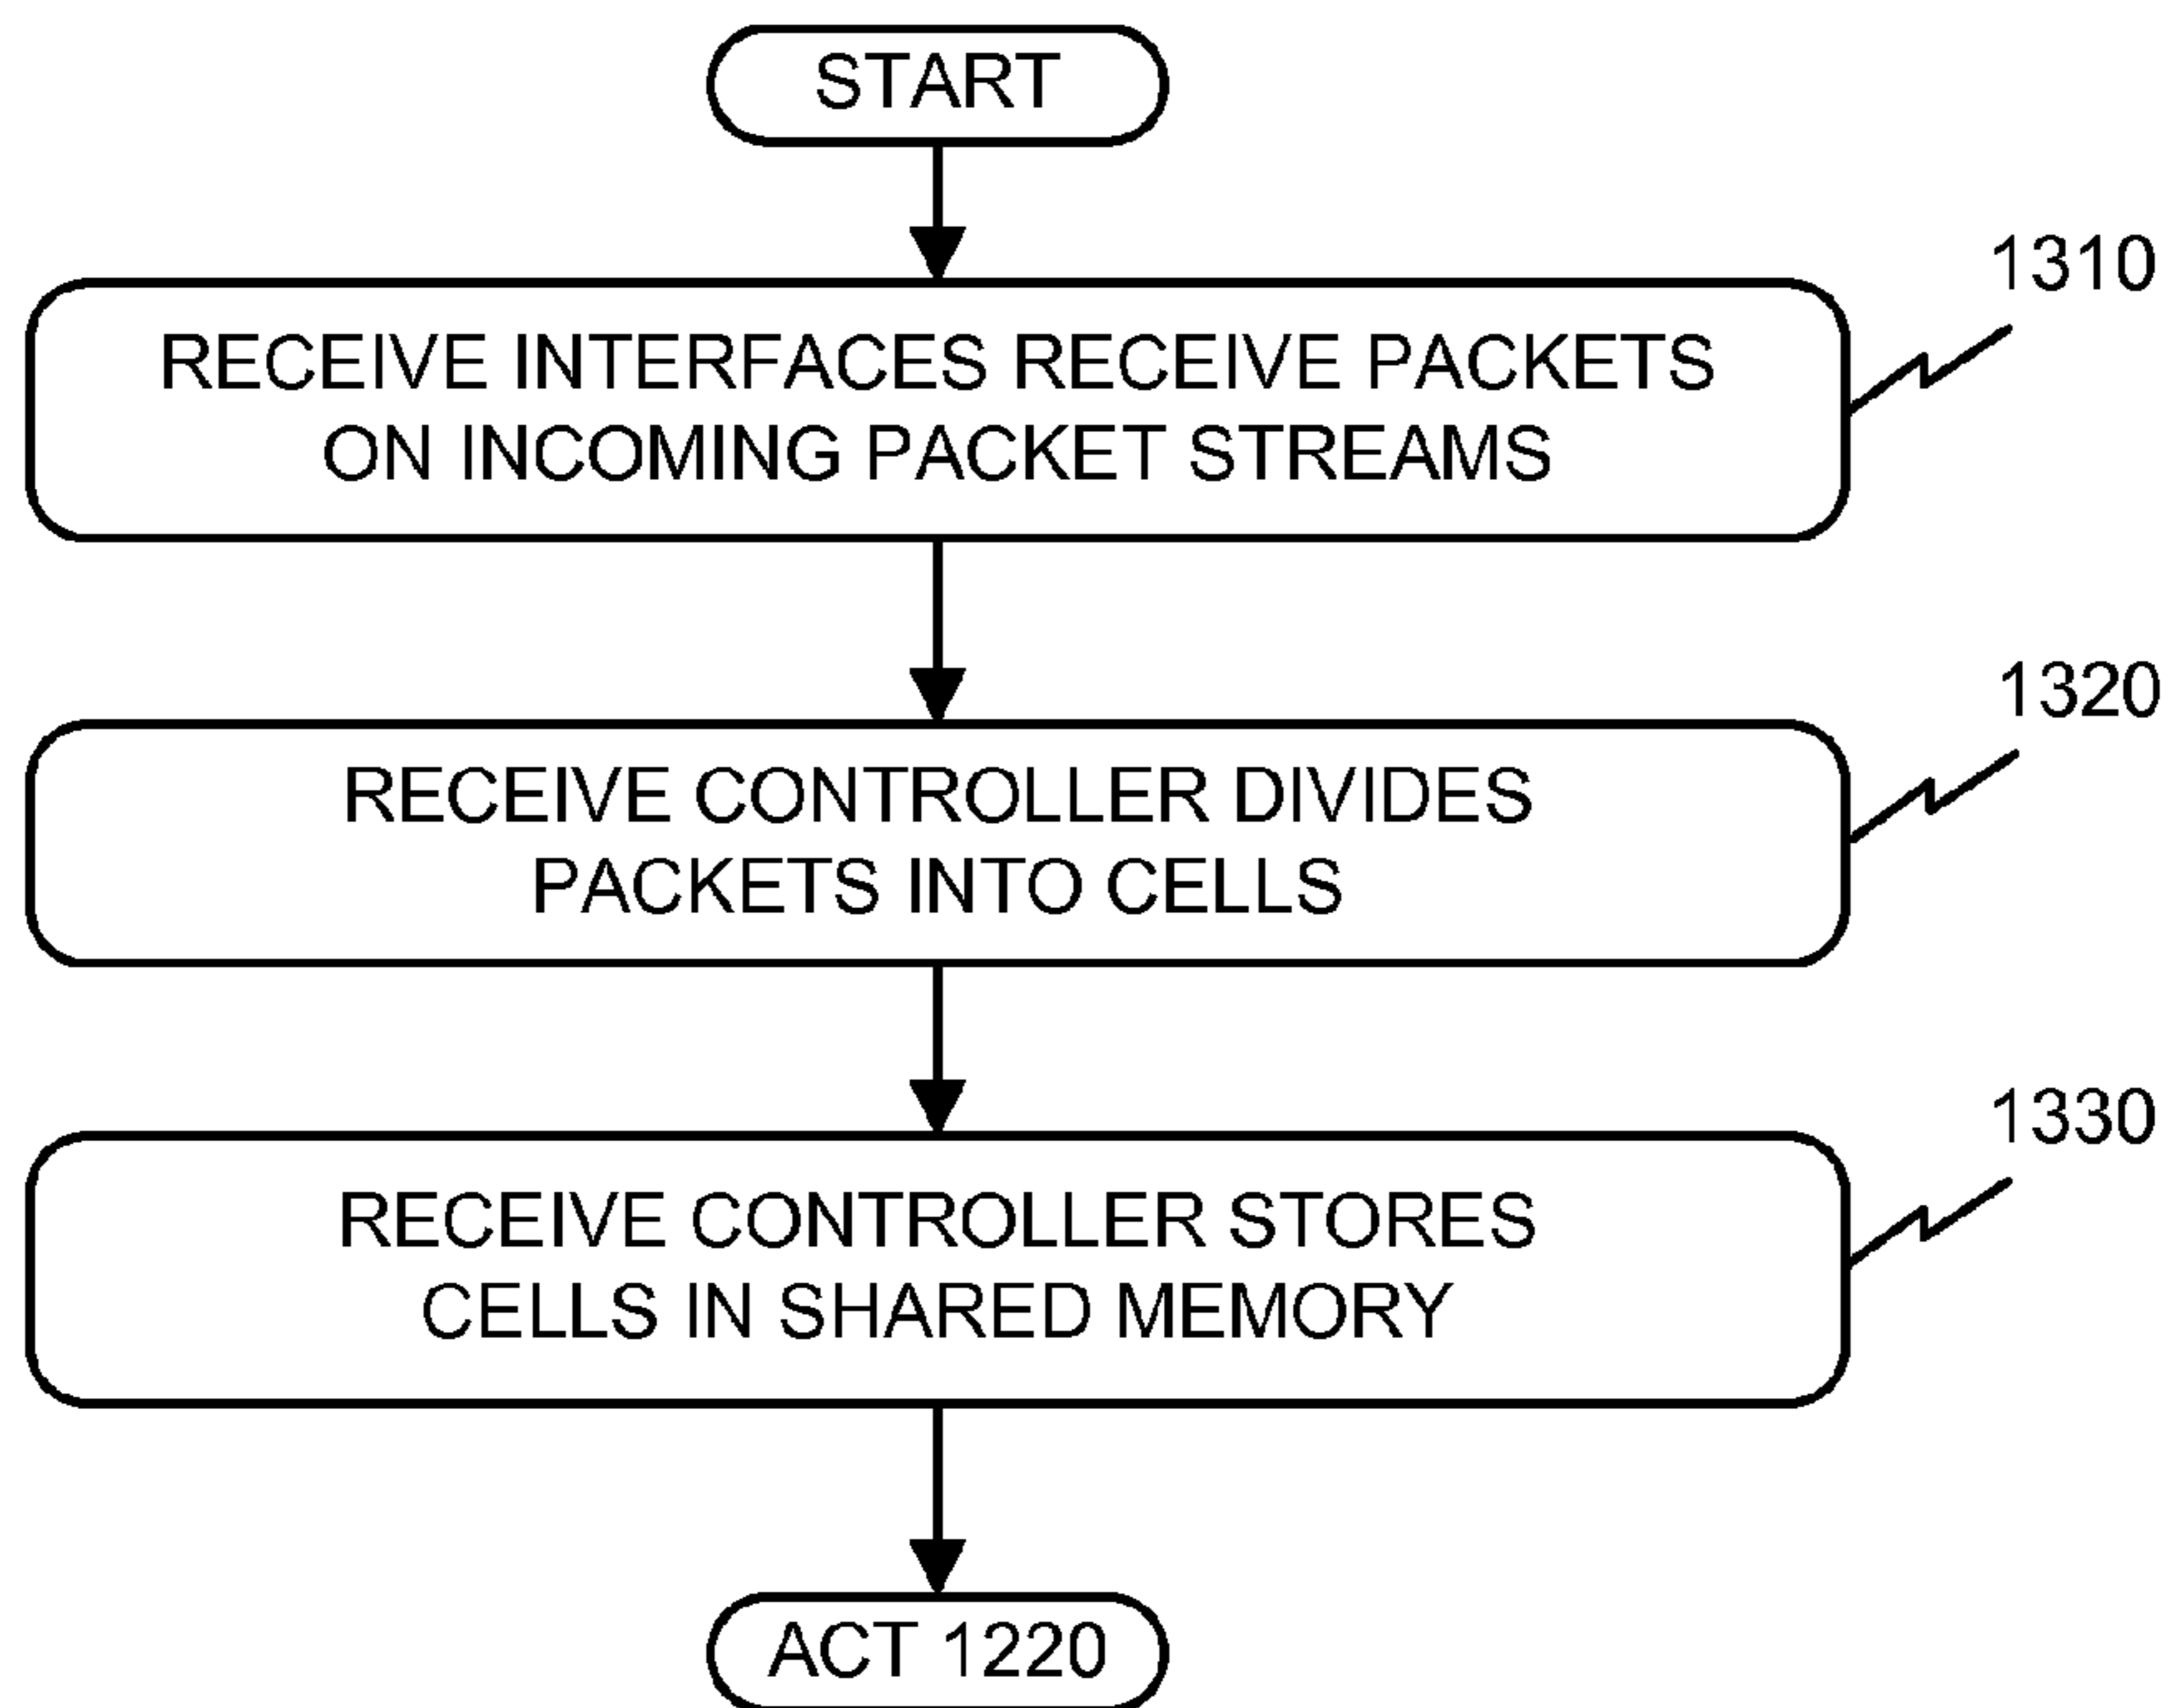 START
1310
RECEIVE INTERFACES RECEIVE PACKETS
ON INCOMING PACKET STREAMS
1320
RECEIVE CONTROLLER DIVIDES
PACKETS INTO CELLS
1330
RECEIVE CONTROLLER STORES
CELLS IN SHARED MEMORY
ACT 1220